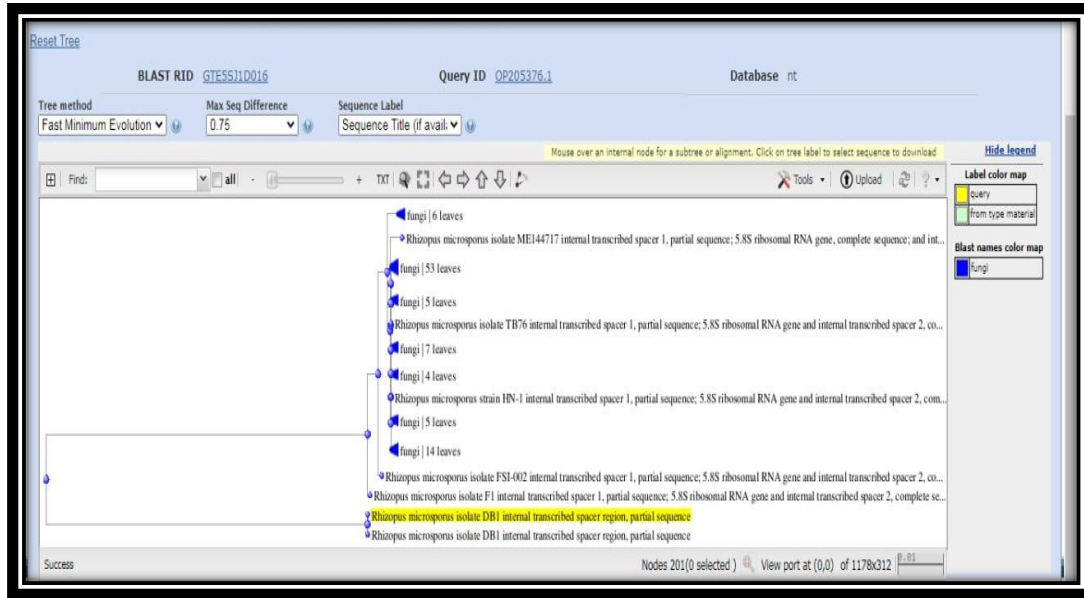 Reset Tree
BLAST RID GTE5SJ1D016 Query ID OP205376.1 Database nt
Tree method Max Seq Difference Sequence Label
Fast Minimum Evolution 0.75 Sequence Title (if avail:
Mouse over an internal node for a subtree or alignment. Click on tree label to select sequence to download Hide legend
Find: all - + TXT Tools Upload ? Label color map
query
from type material
Blast names color map
fungi
fungi | 6 leaves
Rhizopus microsporus isolate ME144717 internal transcribed spacer 1, partial sequence; 5.8S ribosomal RNA gene, complete sequence; and int...
fungi | 53 leaves
fungi | 5 leaves
Rhizopus microsporus isolate TB76 internal transcribed spacer 1, partial sequence; 5.8S ribosomal RNA gene and internal transcribed spacer 2, co...
fungi | 7 leaves
fungi | 4 leaves
Rhizopus microsporus strain HN-1 internal transcribed spacer 1, partial sequence; 5.8S ribosomal RNA gene and internal transcribed spacer 2, com...
fungi | 5 leaves
fungi | 14 leaves
Rhizopus microsporus isolate FSI-002 internal transcribed spacer 1, partial sequence; 5.8S ribosomal RNA gene and internal transcribed spacer 2, co...
Rhizopus microsporus isolate F1 internal transcribed spacer 1, partial sequence; 5.8S ribosomal RNA gene and internal transcribed spacer 2, complete se...
Rhizopus microsporus isolate DB1 internal transcribed spacer region, partial sequence
Rhizopus microsporus isolate DB1 internal transcribed spacer region, partial sequence
Success Nodes 201(0 selected ) View port at (0,0) of 1178x312 0.01